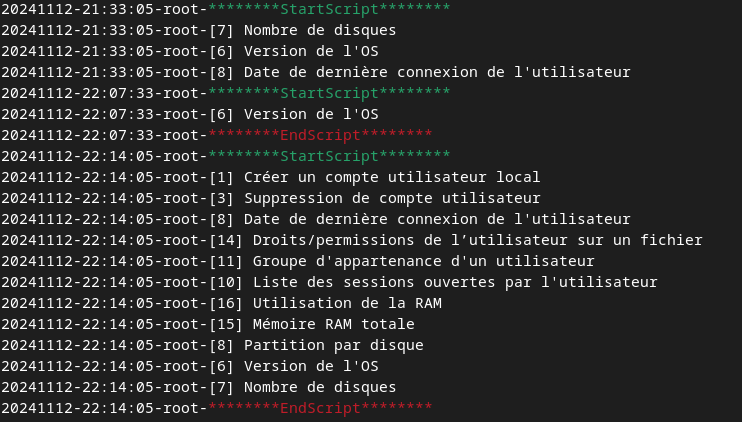 20241112-21:33:05-root-********StartScript********
20241112-21:33:05-root-[7] Nombre de disques
20241112-21:33:05-root-[6] Version de l'OS
20241112-21:33:05-root-[8] Date de dernière connexion de l'utilisateur
20241112-22:07:33-root-********StartScript********
20241112-22:07:33-root-[6] Version de l'OS
20241112-22:07:33-root-********EndScript********
20241112-22:14:05-root-********StartScript********
20241112-22:14:05-root-[1] Créer un compte utilisateur local
20241112-22:14:05-root-[3] Suppression de compte utilisateur
20241112-22:14:05-root-[8] Date de dernière connexion de l'utilisateur
20241112-22:14:05-root-[14] Droits/permissions de l’utilisateur sur un fichier
20241112-22:14:05-root-[11] Groupe d'appartenance d'un utilisateur
20241112-22:14:05-root-[10] Liste des sessions ouvertes par l'utilisateur
20241112-22:14:05-root-[16] Utilisation de la RAM
20241112-22:14:05-root-[15] Mémoire RAM totale
20241112-22:14:05-root-[8] Partition par disque
20241112-22:14:05-root-[6] Version de l'OS
20241112-22:14:05-root-[7] Nombre de disques
20241112-22:14:05-root-********EndScript********